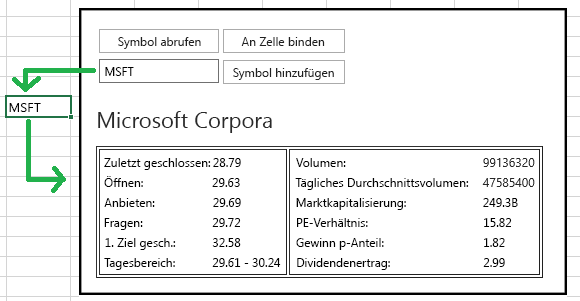 Symbol abrufen An Zelle binden
MSFT Symbol hinzufügen
MSFT
Microsoft Corpora
Zuletzt geschlossen: 28.79 Volumen: 99136320
Öffnen: 29.63 Tägliches Durchschnittsvolumen: 47585400
Anbieten: 29.69 Marktkapitalisierung: 249.3B
Fragen: 29.72 PE-Verhältnis: 15.82
1. Ziel gesch.: 32.58 Gewinn p-Anteil: 1.82
Tagesbereich: 29.61 - 30.24 Dividendenertrag: 2.99